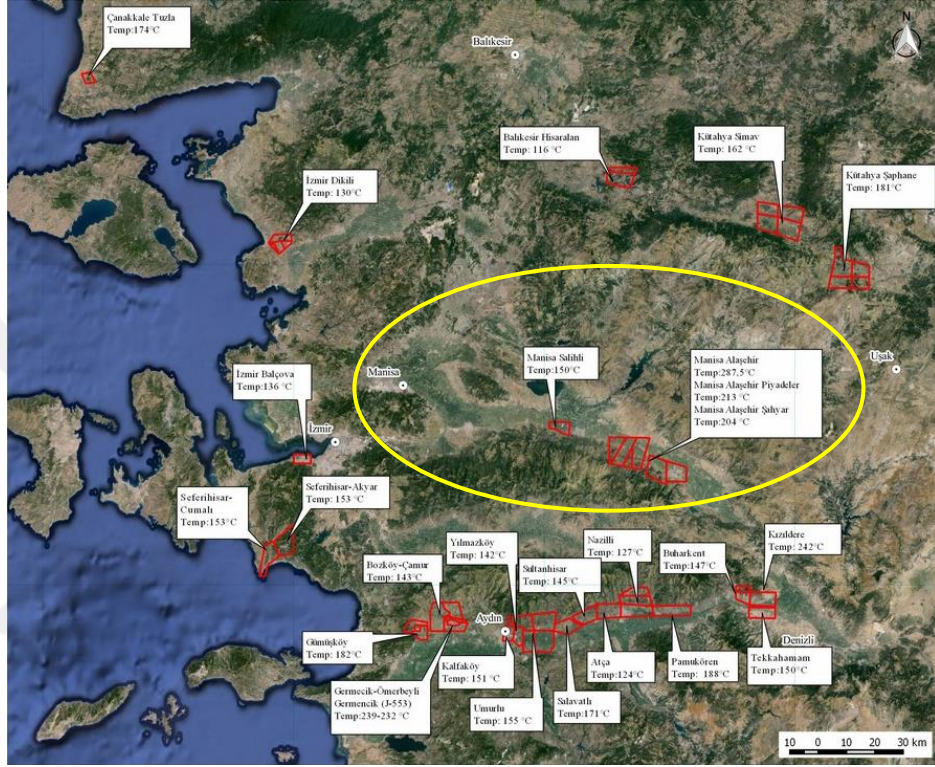 Çanakkale Tuzla
Temp:174°C
N
Balıkesir
Balıkesir Hisaralan
Temp: 116 °C
Kütahya Simav
Temp: 162 °C
Kütahya Şaphane
Temp: 181°C
İzmir Dikili
Temp: 130°C
Manisa Salihli
Temp:150°C
Manisa Alaşehir
Temp:287,5°C
Manisa Alaşehir Piyadeler
Temp:213 °C
Manisa Alaşehir Şahyar
Temp:204 °C
Uşak
Manisa
İzmir Balçova
Temp:136 °C
İzmir
Seferihisar-Akyar
Temp: 153 °C
Seferihisar-
Cumalı
Temp:153°C
Bozköy-Çamur
Temp: 143°C
Yılmazköy
Temp: 142°C
Sultanhisar
Temp: 145°C
Nazilli
Temp: 127°C
Buharkent
Temp:147°C
Kızıldere
Temp: 242°C
Aydın
Denizli
Gümüşköy
Temp: 182°C
Germecik-Ömerbeyli
Germencik (J-553)
Temp:239-232 °C
Kalfaköy
Temp: 151 °C
Umurlu
Temp: 155 °C
Salavatlı
Temp:171°C
Atça
Temp:124°C
Pamukören
Temp: 188°C
Tekkahamam
Temp:150°C
10 0 10 20 30 km